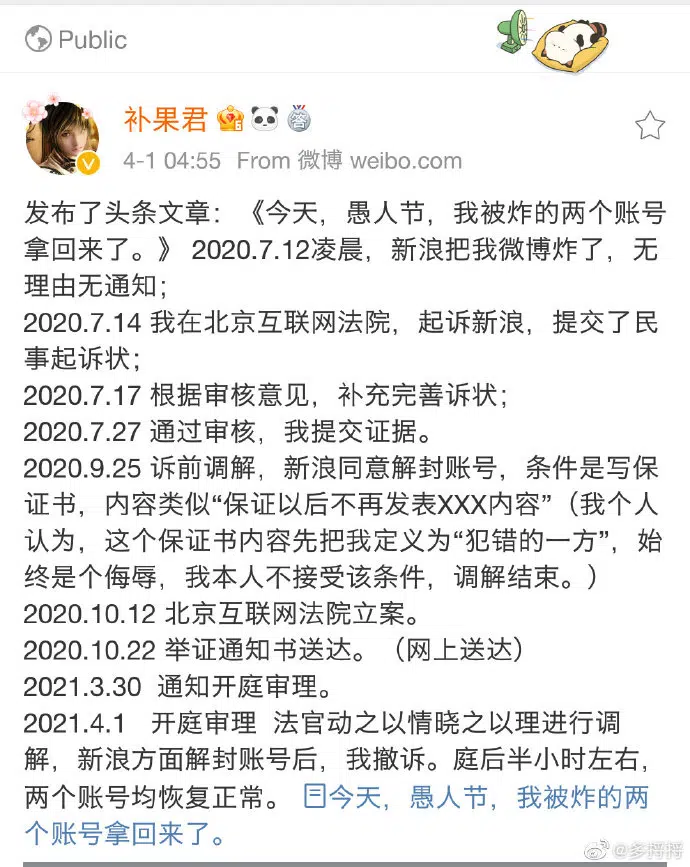 Public
补果君
4-1 04:55 From 微博 weibo.com
发布了头条文章：《今天，愚人节，我被炸的两个账号
拿回来了。》 2020.7.12凌晨，新浪把我微博炸了，无
理由无通知；
2020.7.14 我在北京互联网法院，起诉新浪，提交了民
事起诉状；
2020.7.17 根据审核意见，补充完善诉状；
2020.7.27 通过审核，我提交证据。
2020.9.25 诉前调解，新浪同意解封账号，条件是写保
证书，内容类似“保证以后不再发表XXX内容”（我个人
认为，这个保证书内容先把我定义为“犯错的一方”，始
终是个侮辱，我本人不接受该条件，调解结束。）
2020.10.12 北京互联网法院立案。
2020.10.22 举证通知书送达。（网上送达）
2021.3.30 通知开庭审理。
2021.4.1 开庭审理 法官动之以情晓之以理进行调
解，新浪方面解封账号后，我撤诉。庭后半小时左右，
两个账号均恢复正常。 今天，愚人节，我被炸的两
个账号拿回来了。
@多捋捋